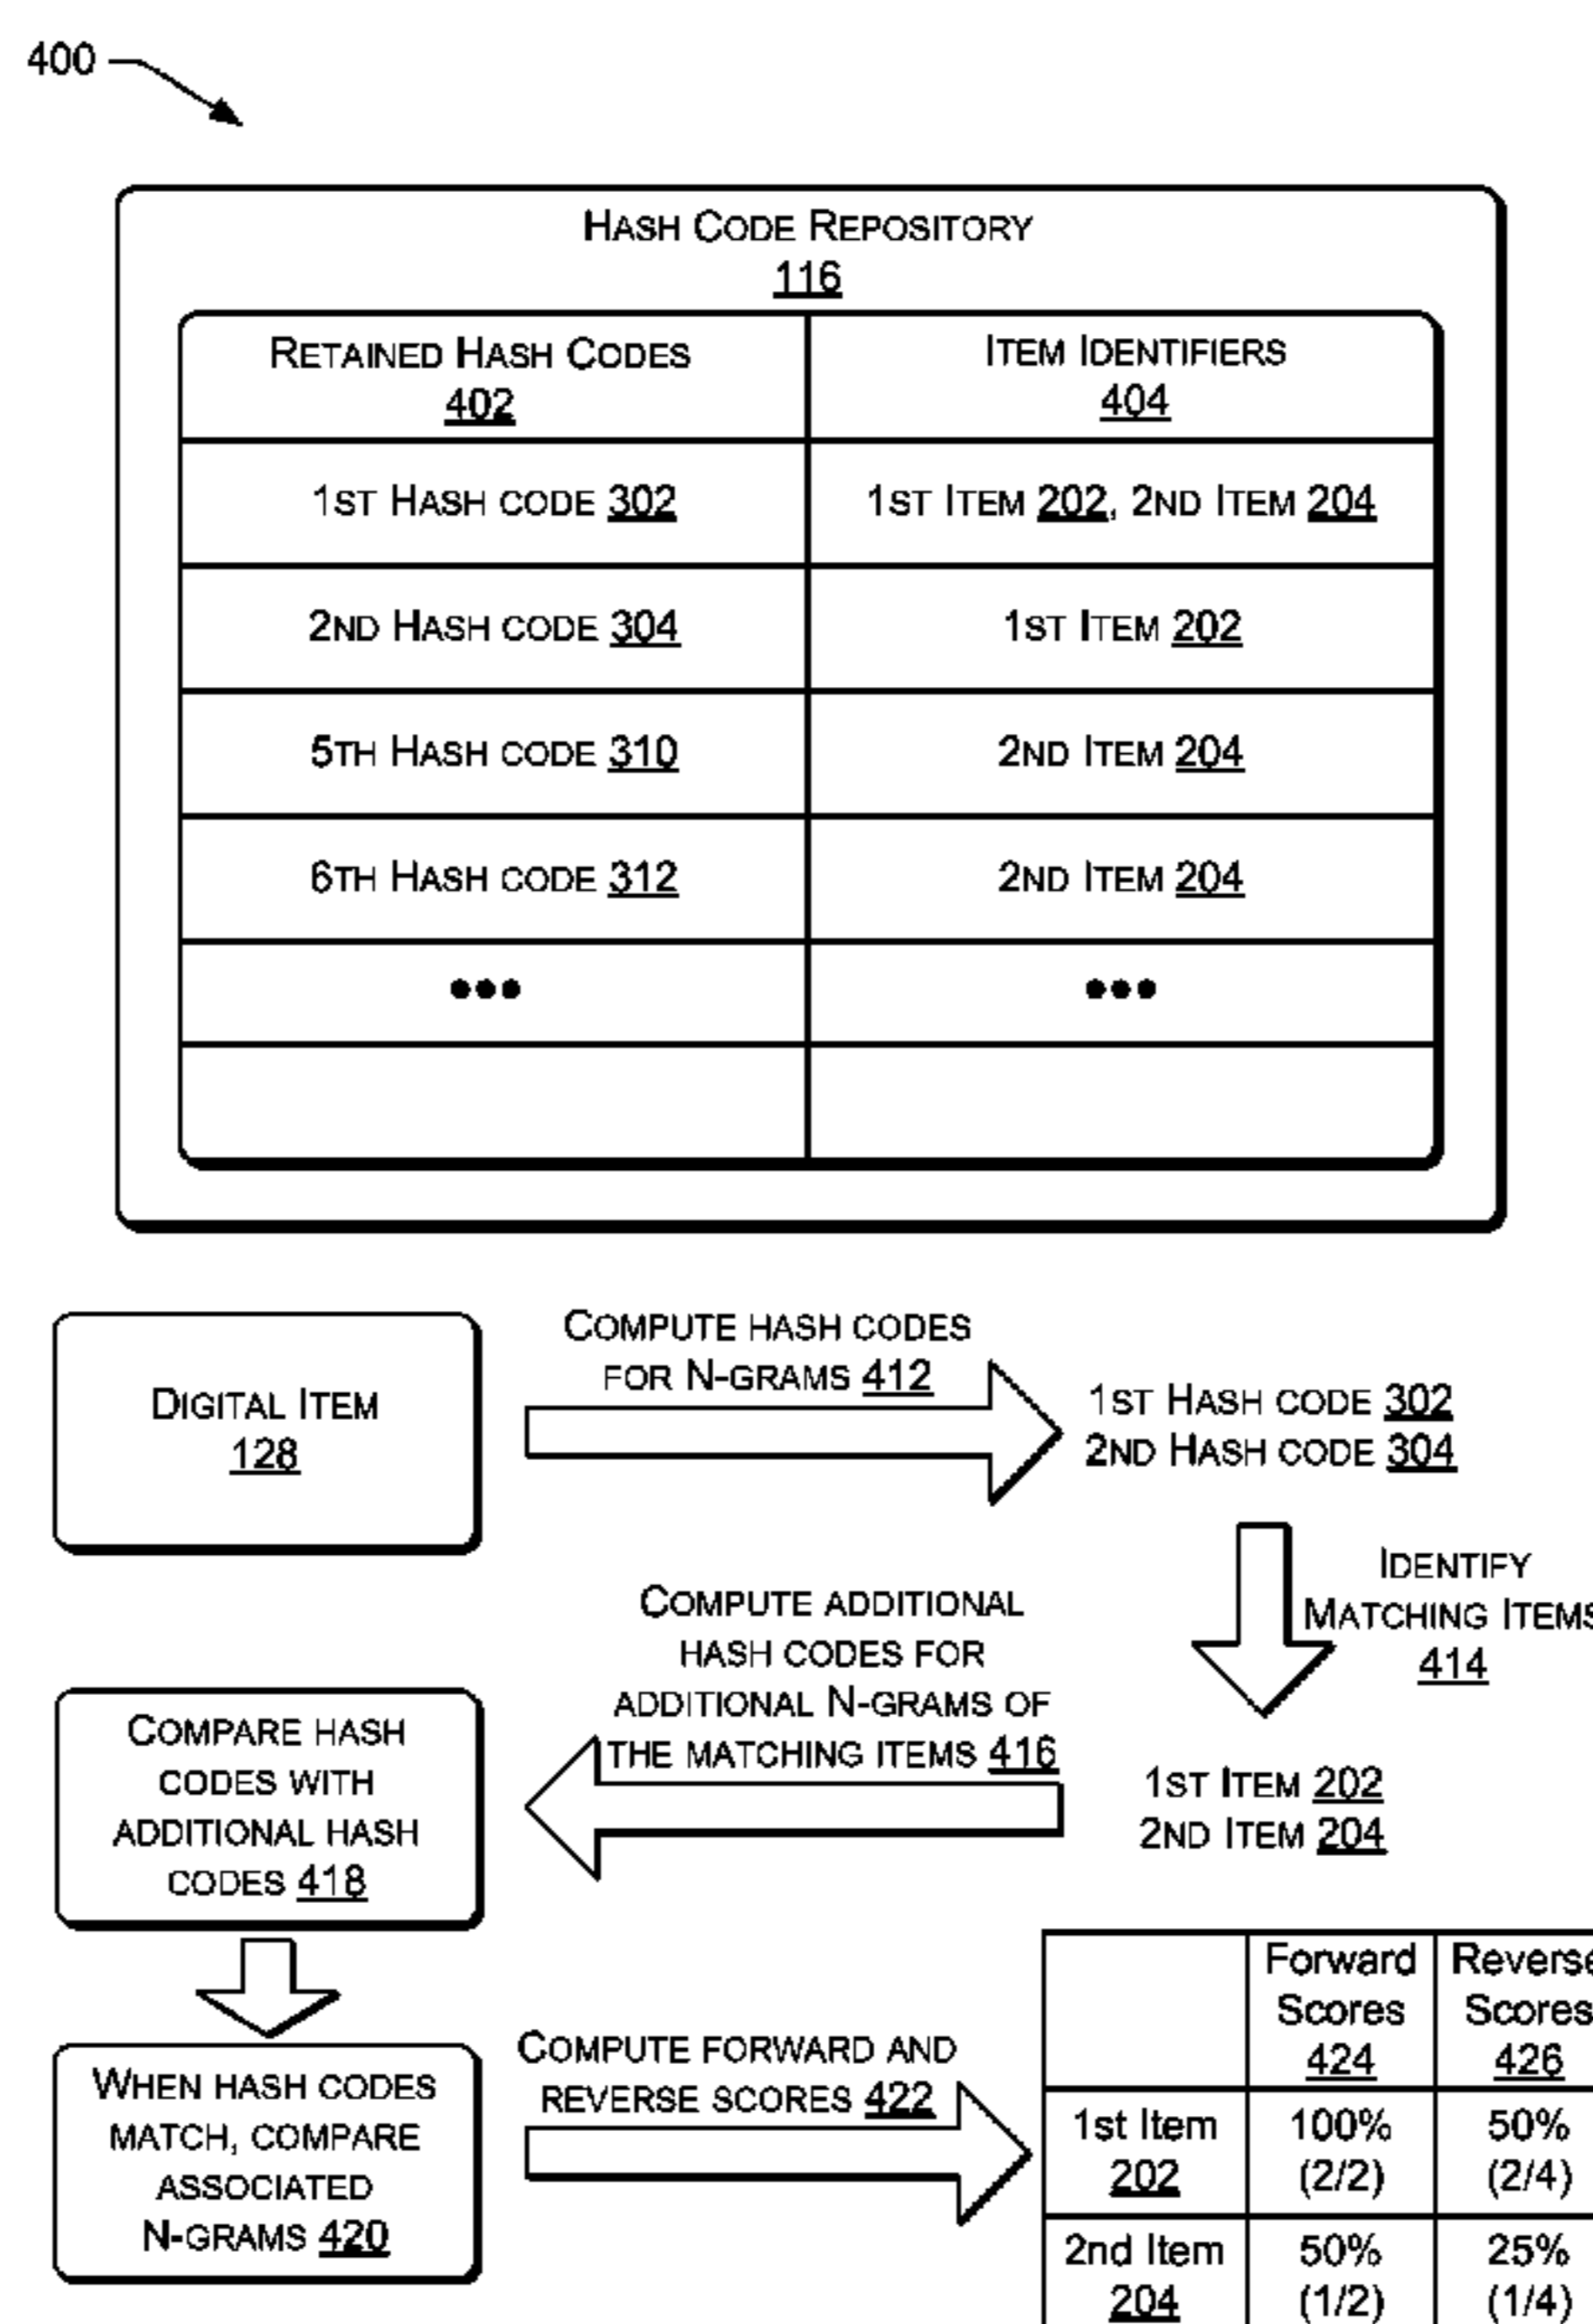 400
HASH CODE REPOSITORY
116
RETAINED HASH CODES
402
ITEM IDENTIFIERS
404
1ST HASH CODE 302
1ST ITEM 202, 2ND ITEM 204
2ND HASH CODE 304
1ST ITEM 202
5TH HASH CODE 310
2ND ITEM 204
6TH HASH CODE 312
2ND ITEM 204
•••
•••
DIGITAL ITEM
128
COMPUTE HASH CODES
FOR N-GRAMS 412
1ST HASH CODE 302
2ND HASH CODE 304
IDENTIFY
MATCHING ITEMS
414
1ST ITEM 202
2ND ITEM 204
COMPUTE ADDITIONAL
HASH CODES FOR
ADDITIONAL N-GRAMS OF
THE MATCHING ITEMS 416
COMPARE HASH
CODES WITH
ADDITIONAL HASH
CODES 418
WHEN HASH CODES
MATCH, COMPARE
ASSOCIATED
N-GRAMS 420
COMPUTE FORWARD AND
REVERSE SCORES 422
Forward
Scores
424
Reverse
Scores
426
1st Item
202
100%
(2/2)
50%
(2/4)
2nd Item
204
50%
(1/2)
25%
(1/4)